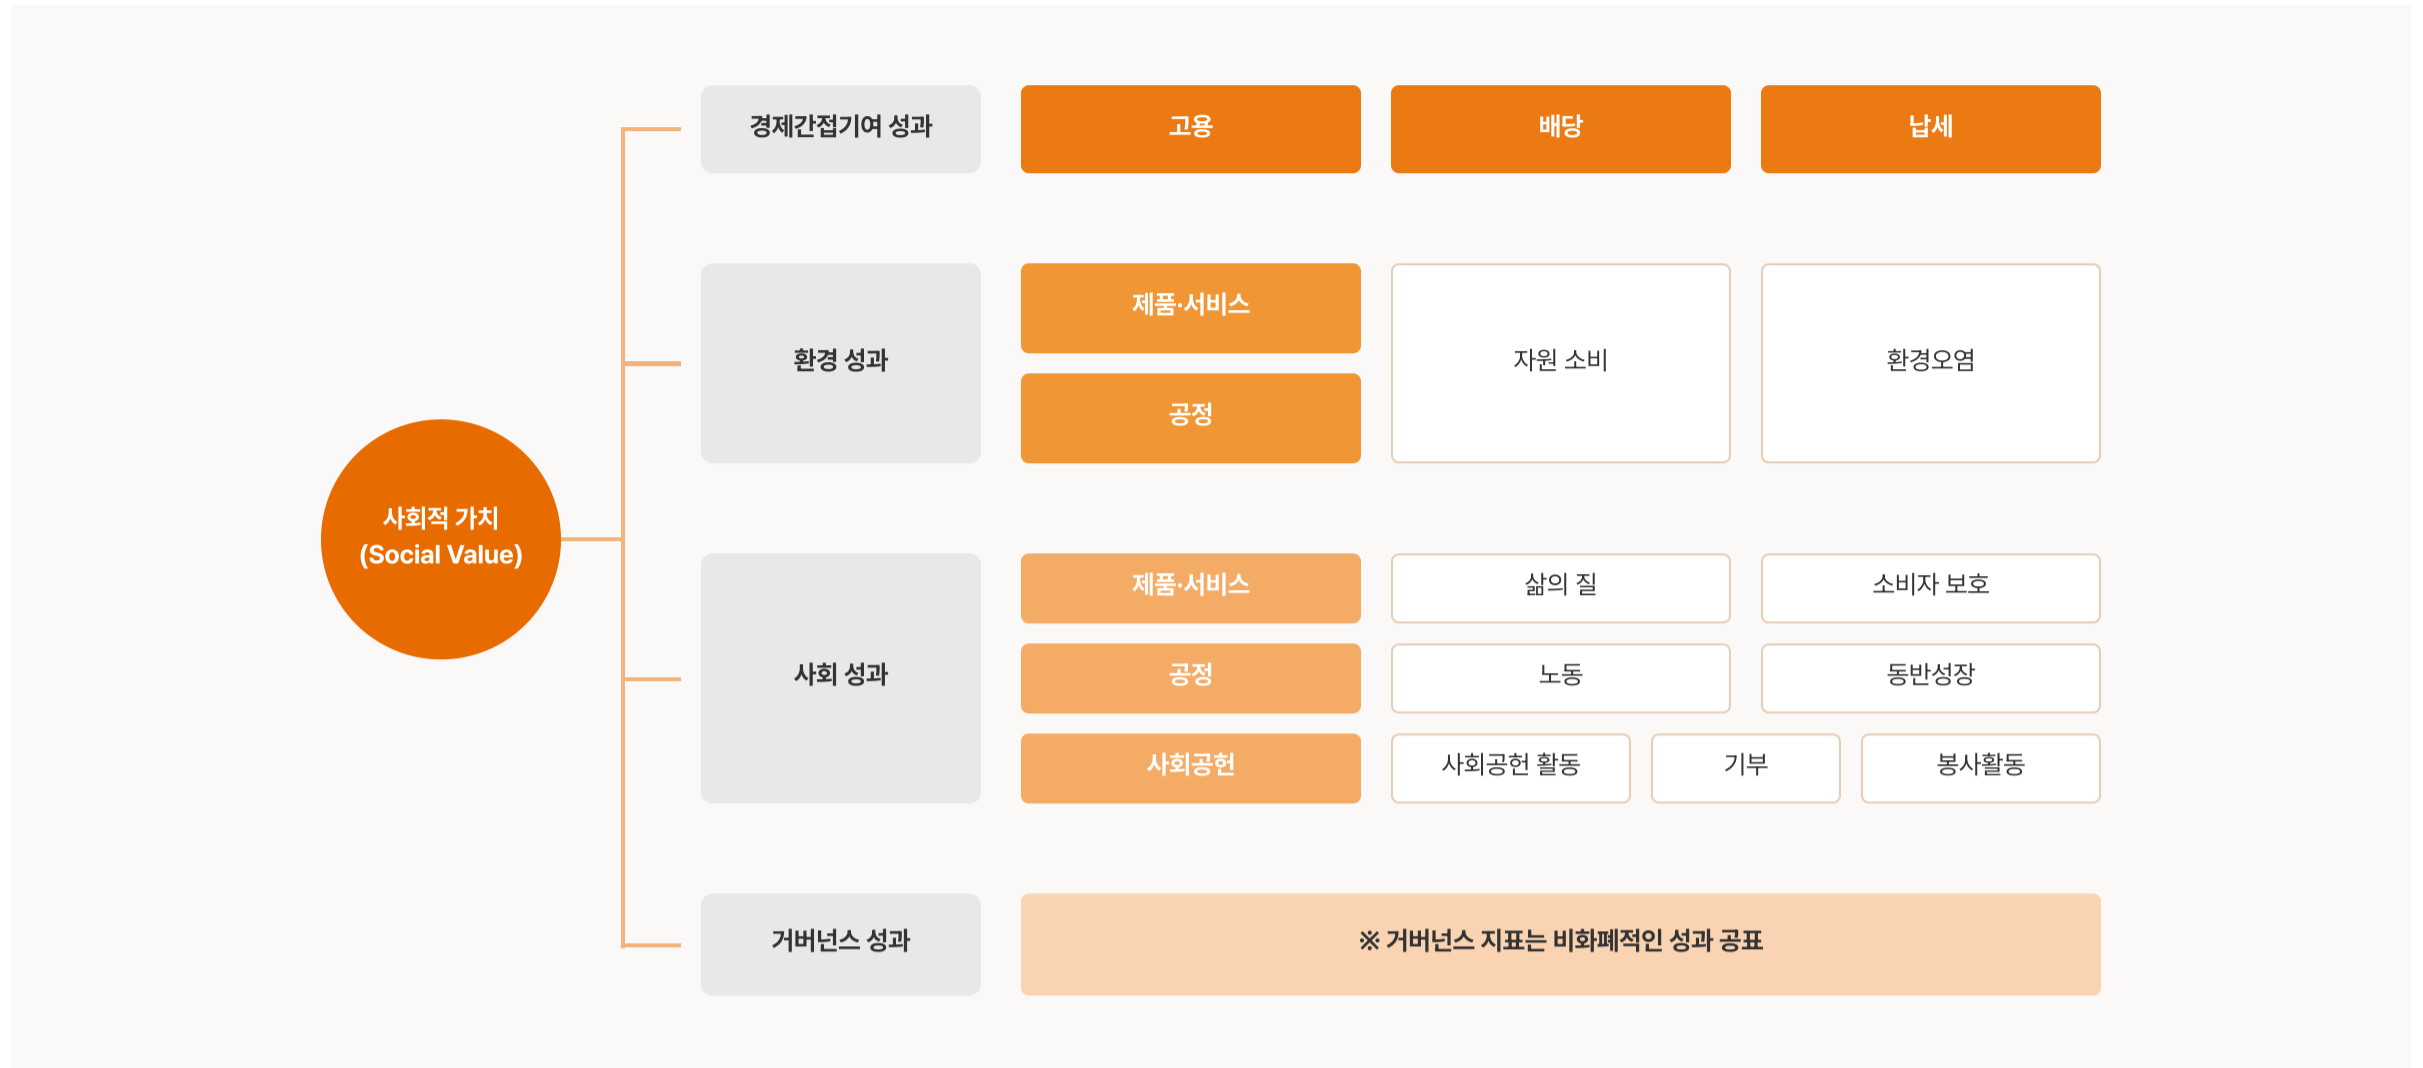 사회적 가치
(Social Value)
경제간접기여 성과
고용
배당
납세
환경 성과
제품·서비스
공정
자원 소비
환경오염
사회 성과
제품·서비스
삶의 질
소비자 보호
공정
노동
동반성장
사회공헌
사회공헌 활동
기부
봉사활동
거버넌스 성과
※ 거버넌스 지표는 비화폐적인 성과 공표